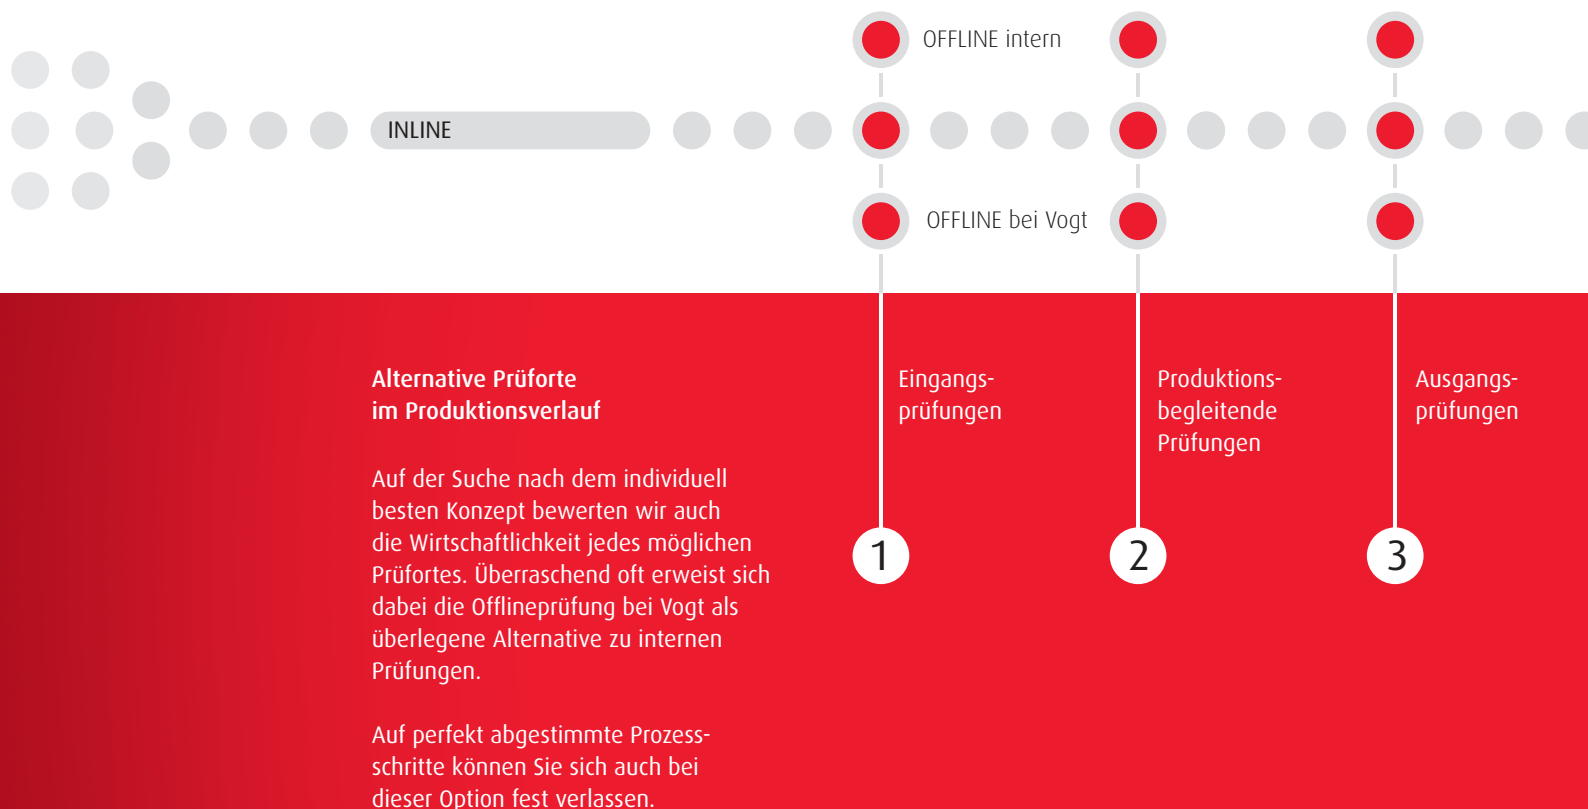 OFFLINE intern
INLINE
OFFLINE bei Vogt
Alternative Prüforte
im Produktionsverlauf
Auf der Suche nach dem individuell
besten Konzept bewerten wir auch
die Wirtschaftlichkeit jedes möglichen
Prüfortes. Überraschend oft erweist sich
dabei die Offlineprüfung bei Vogt als
überlegene Alternative zu internen
Prüfungen.
Auf perfekt abgestimmte Prozess-
schritte können Sie sich auch bei
dieser Option fest verlassen.
Eingangs-
prüfungen
1
Produktions-
begleitende
Prüfungen
2
Ausgangs-
prüfungen
3